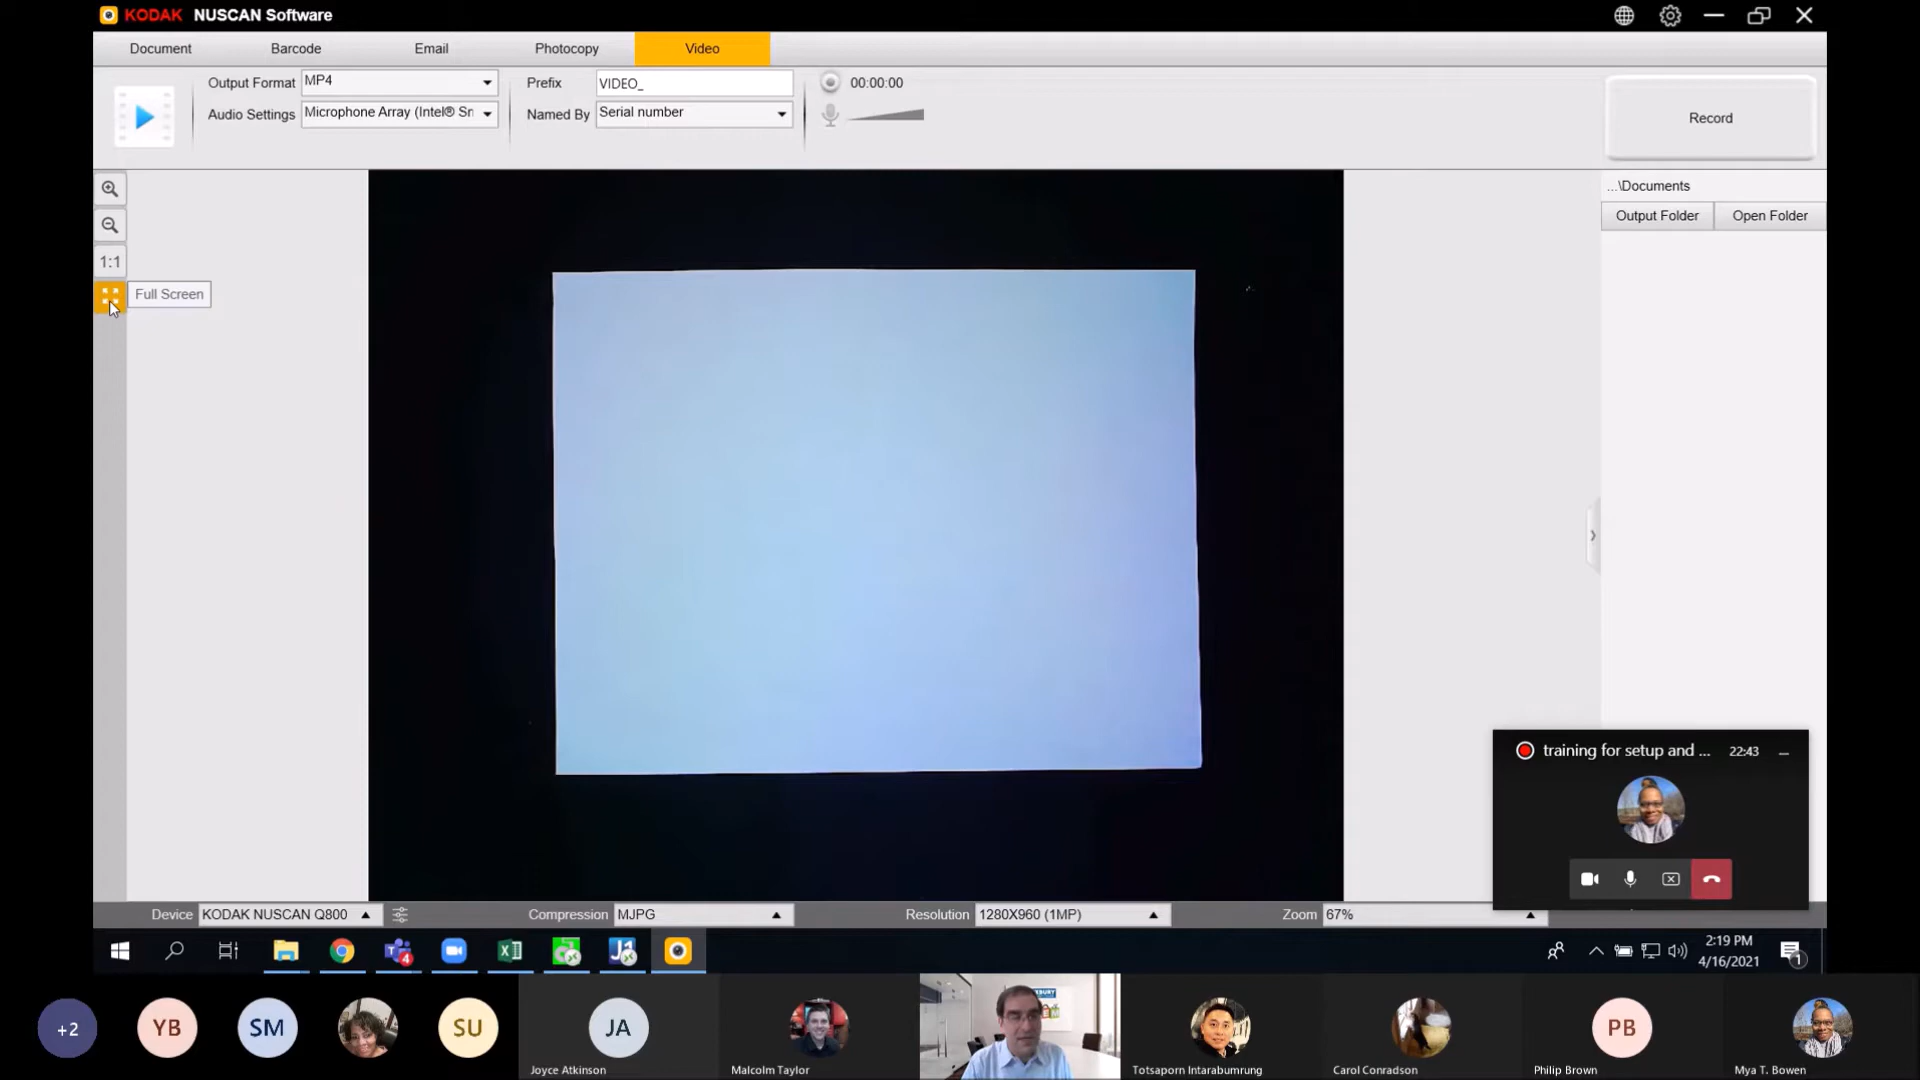 KODAK NUSCAN Software
Document Barcode Email Photocopy Video
Output Format MP4 Prefix VIDEO_ 00:00:00
Audio Settings Microphone Array (Intel® Sn Named By Serial number
Record
...\Documents
Output Folder Open Folder
1:1
Full Screen
training for setup and ... 22:43
Device KODAK NUSCAN Q800 Compression MJPG Resolution 1280X960 (1MP) Zoom 67%
2:19 PM
4/16/2021
4
1
+2 YB SM SU JA PB
Joyce Atkinson Malcolm Taylor Totsaporn Intarabumrung Carol Conradson Philip Brown Mya T. Bowen